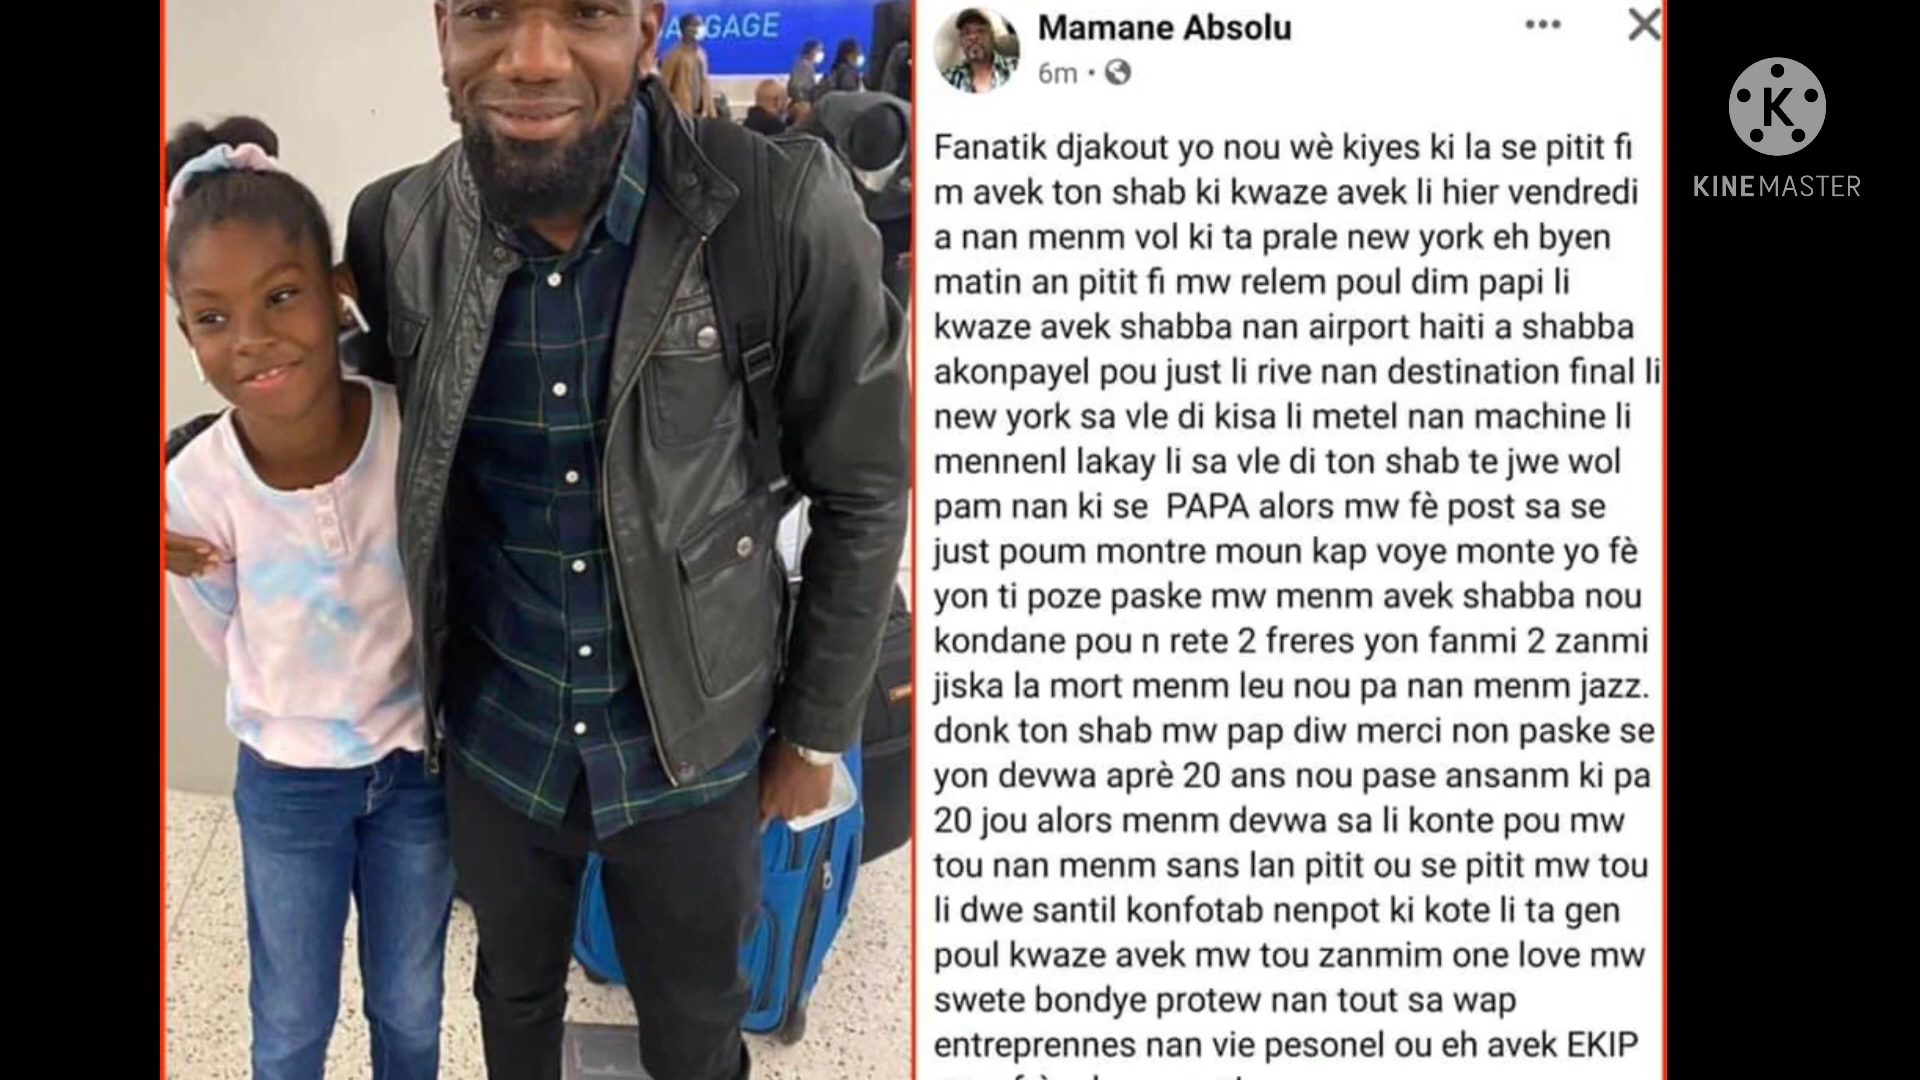 BAGGAGE
Mamane Absolu
6m
Fanatik djakout yo nou wè kiyes ki la se pitit fi
m avek ton shab ki kwaze avek li hier vendredi
a nan menm vol ki ta prale new york eh byen
matin an pitit fi mw relem poul dim papi li
kwaze avek shabba nan airport haiti a shabba
akonpayel pou just li rive nan destination final li
new york sa vle di kisa li metel nan machine li
mennenl lakay li sa vle di ton shab te jwe wol
pam nan ki se PAPA alors mw fè post sa se
just poum montre moun kap voye monte yo fè
yon ti poze paske mw menm avek shabba nou
kondane pou n rete 2 freres yon fanmi 2 zanmi
jiska la mort menm leu nou pa nan menm jazz.
donk ton shab mw pap diw merci non paske se
yon devwa aprè 20 ans nou pase ansanm ki pa
20 jou alors menm devwa sa li konte pou mw
tou nan menm sans lan pitit ou se pitit mw tou
li dwe santil konfotab nenpot ki kote li ta gen
poul kwaze avek mw tou zanmim one love mw
swete bondye protew nan tout sa wap
entreprennes nan vie pesonel ou eh avek EKIP
KINEMASTER